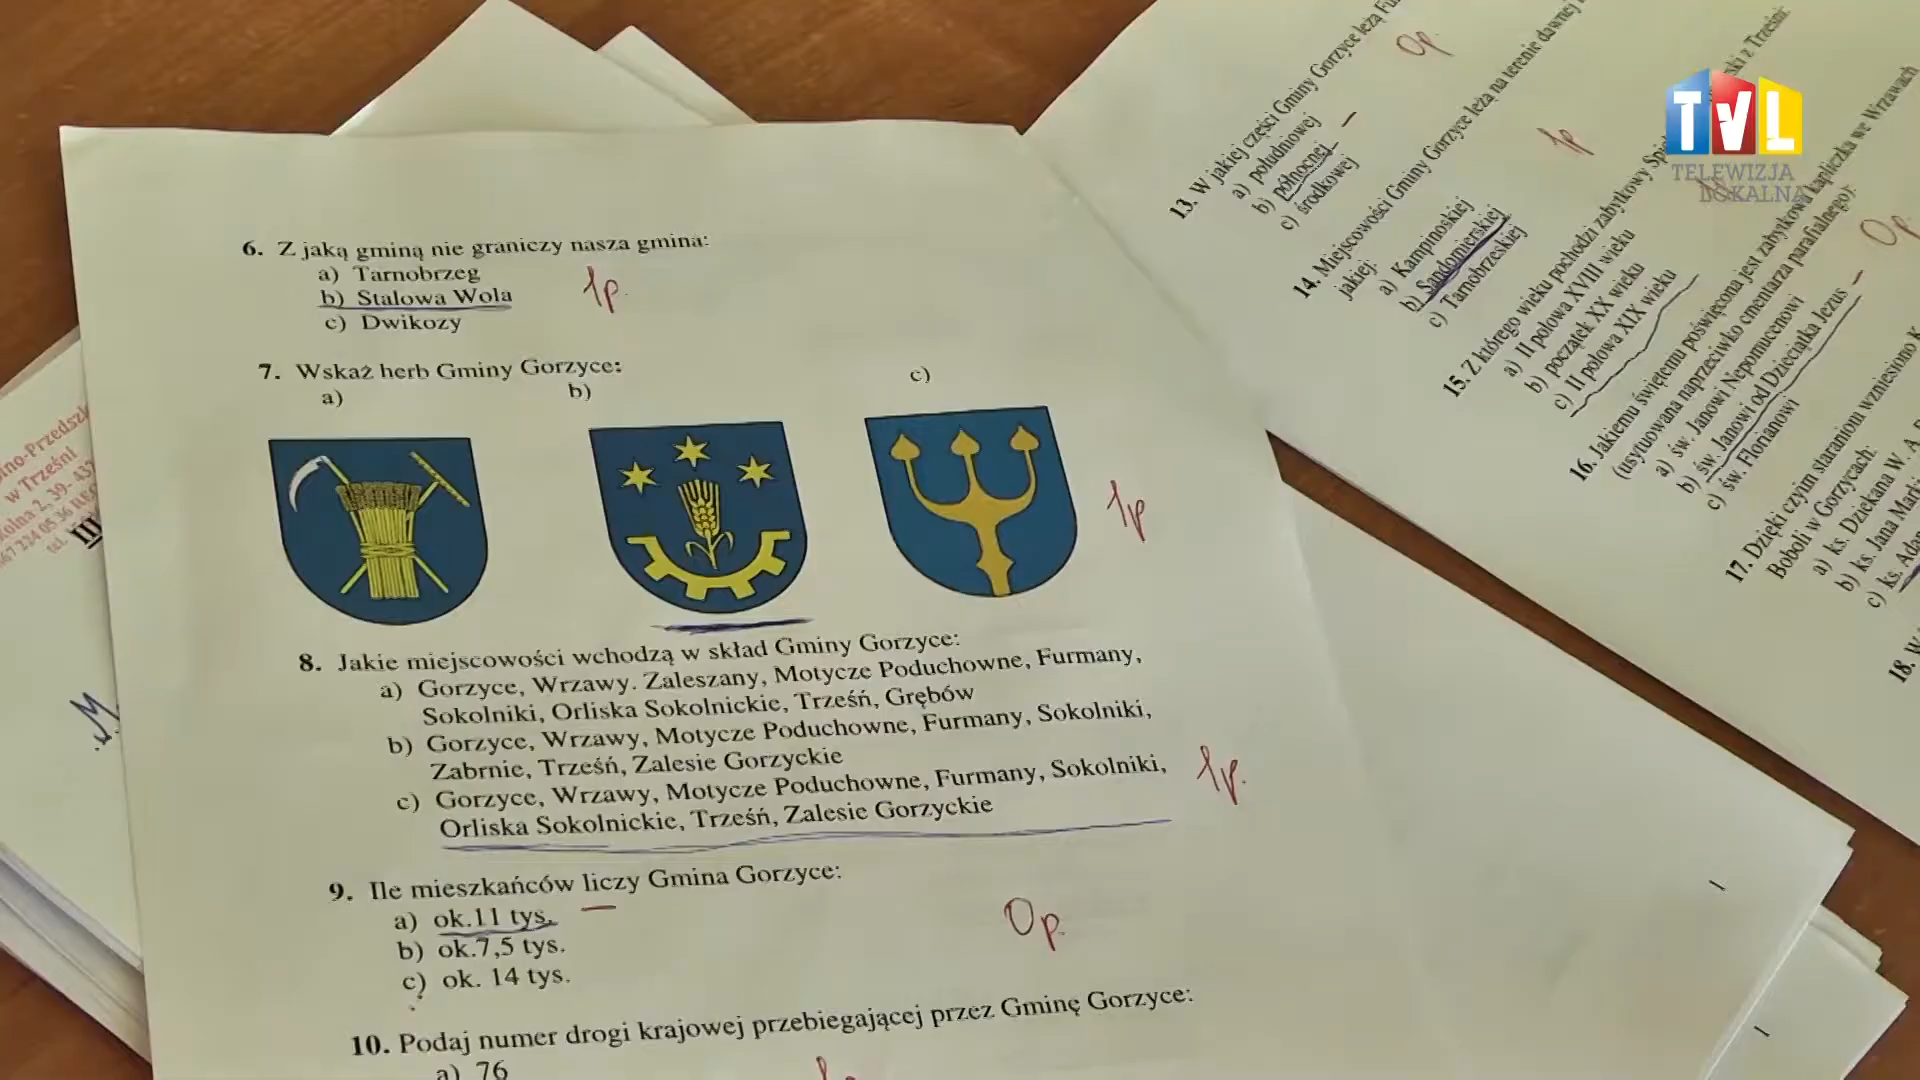 6. Z jaką gminą nie graniczy nasza gmina:
a) Tarnobrzeg
b) Stalowa Wola
c) Dwikozy
1p.
7. Wskaż herb Gminy Gorzyce:
a)
b)
c)
1p
8. Jakie miejscowości wchodzą w skład Gminy Gorzyce:
a) Gorzyce, Wrzawy. Zaleszany, Motycze Poduchowne, Furmany,
Sokolniki, Orliska Sokolnickie, Trześń, Grębów
b) Gorzyce, Wrzawy, Motycze Poduchowne, Furmany, Sokolniki,
Zabrnie, Trześń, Zalesie Gorzyckie
c) Gorzyce, Wrzawy, Motycze Poduchowne, Furmany, Sokolniki,
Orliska Sokolnickie, Trześń, Zalesie Gorzyckie
1p.
9. Ile mieszkańców liczy Gmina Gorzyce:
a) ok.11 tys.
b) ok.7,5 tys.
c) ok. 14 tys.
0p.
10. Podaj numer drogi krajowej przebiegającej przez Gminę Gorzyce:
a) 76
13. W jakiej części Gminy Gorzyce leżą
a) południowej
b) północnej
c) środkowej
0p.
14. Miejscowości Gminy Gorzyce leżą na terenie dawnej
jakiej:
a) Kampinoskiej
b) Sandomierskiej
c) Tarnobrzeskiej
1p
15. Z którego wieku pochodzi zabytkowy z Trześni:
a) II połowa XVIII wieku
b) początek XX wieku
c) II połowa XIX wieku
16. Jakiemu świętemu poświęcona jest zabytkowa kapliczka we Wrzawach
(usytuowana naprzeciwko cmentarza parafialnego):
a) św. Janowi Nepomucenowi
b) św. Janowi od Dzieciątka Jezus
c) św. Florianowi
0p.
17. Dzięki czyim staraniom wzniesiono
Boboli w Gorzycach:
a) ks. Dziekana W. A.
b) ks. Jana
c) ks.
18.
w Trześni
III
M
TVL
TELEWIZJA
LOKALNA